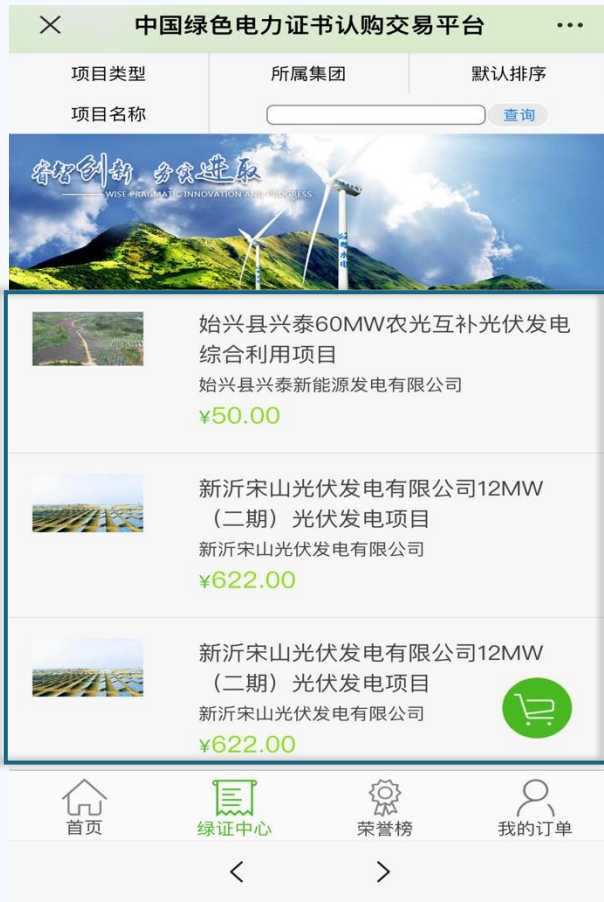 中国绿色电力证书认购交易平台
项目类型 所属集团 默认排序
项目名称 查询
睿智创新 务实进取
WISE PRAGMATIC INNOVATION AND PROGRESS
始兴县兴泰60MW农光互补光伏发电
综合利用项目
始兴县兴泰新能源发电有限公司
¥50.00
新沂宋山光伏发电有限公司12MW
（二期）光伏发电项目
新沂宋山光伏发电有限公司
¥622.00
新沂宋山光伏发电有限公司12MW
（二期）光伏发电项目
新沂宋山光伏发电有限公司
¥622.00
首页 绿证中心 荣誉榜 我的订单